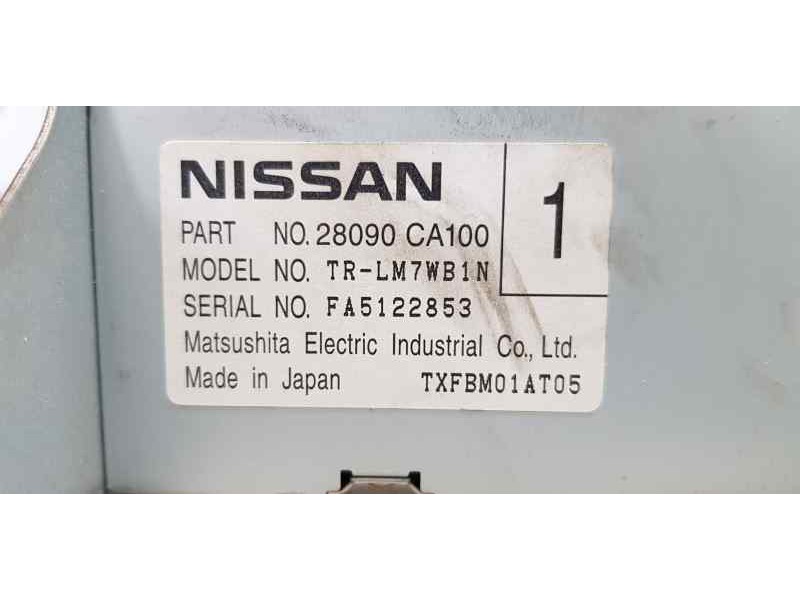 NISSAN
1
PART NO. 28090 CA100
MODEL NO. TR-LM7WB1N
SERIAL NO. FA5122853
Matsushita Electric Industrial Co., Ltd.
Made in Japan TXFBM01AT05